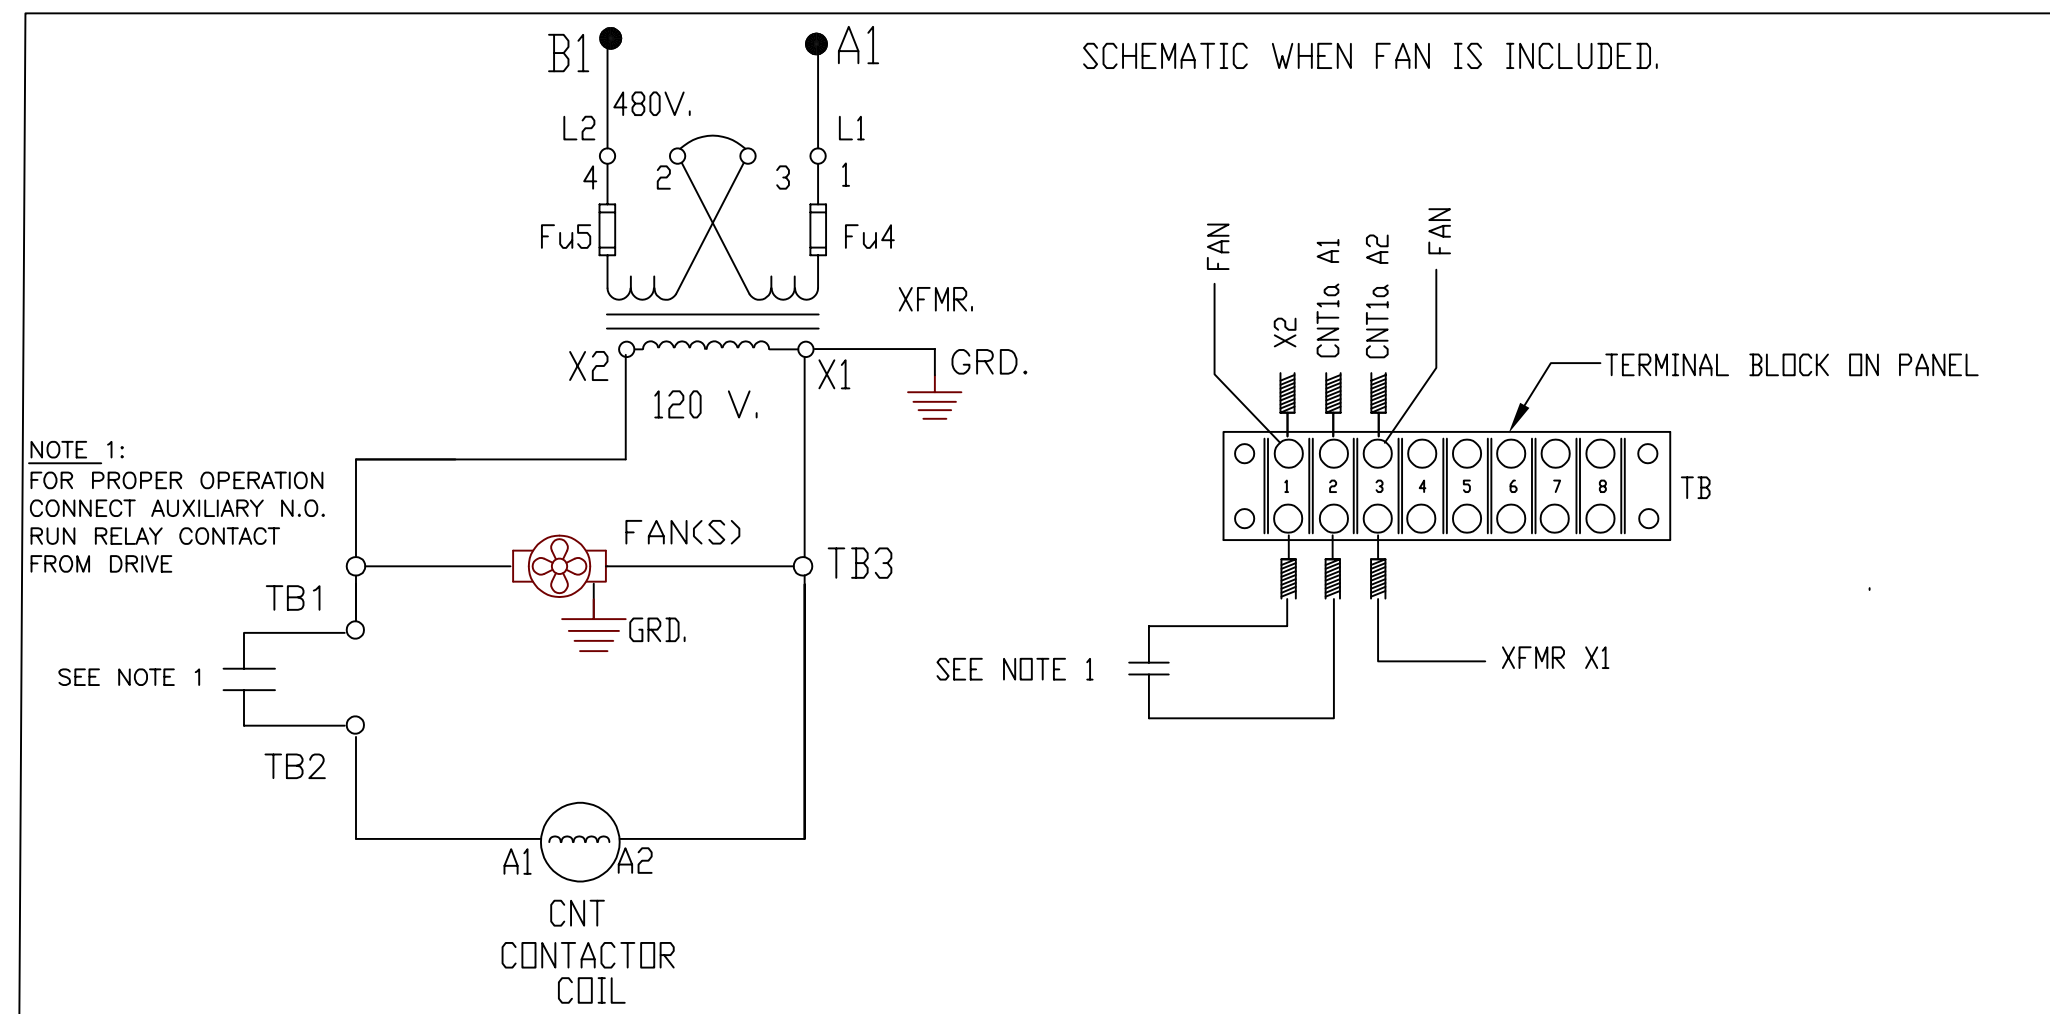 SCHEMATIC WHEN FAN IS INCLUDED.
B1
A1
480V.
L2
L1
4
2
3
1
Fu5
Fu4
XFMR.
X2
X1
GRD.
120 V.
NOTE 1:
FOR PROPER OPERATION
CONNECT AUXILIARY N.O.
RUN RELAY CONTACT
FROM DRIVE
FAN(S)
TB3
TB1
GRD.
SEE NOTE 1
TB2
A1
A2
CNT
CONTACTOR
COIL
FAN
X2
CNT1a A1
CNT1a A2
FAN
TERMINAL BLOCK ON PANEL
1 2 3 4 5 6 7 8
TB
SEE NOTE 1
XFMR X1